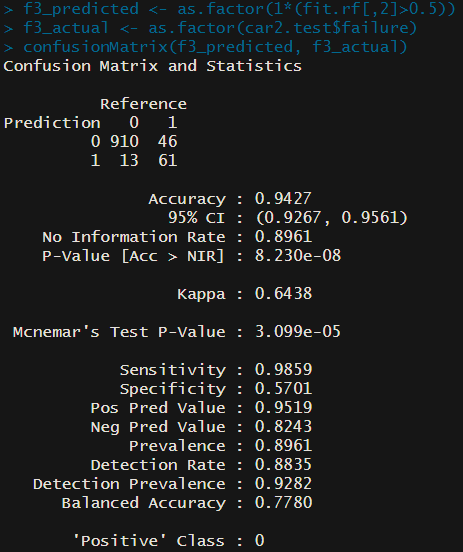 > f3_predicted <- as.factor(1*(fit.rf[,2]>0.5))
> f3_actual <- as.factor(car2.test$failure)
> confusionMatrix(f3_predicted, f3_actual)
Confusion Matrix and Statistics
Reference
Prediction 0 1
0 910 46
1 13 61
Accuracy : 0.9427
95% CI : (0.9267, 0.9561)
No Information Rate : 0.8961
P-Value [Acc > NIR] : 8.230e-08
Kappa : 0.6438
Mcnemar's Test P-Value : 3.099e-05
Sensitivity : 0.9859
Specificity : 0.5701
Pos Pred Value : 0.9519
Neg Pred Value : 0.8243
Prevalence : 0.8961
Detection Rate : 0.8835
Detection Prevalence : 0.9282
Balanced Accuracy : 0.7780
'Positive' Class : 0